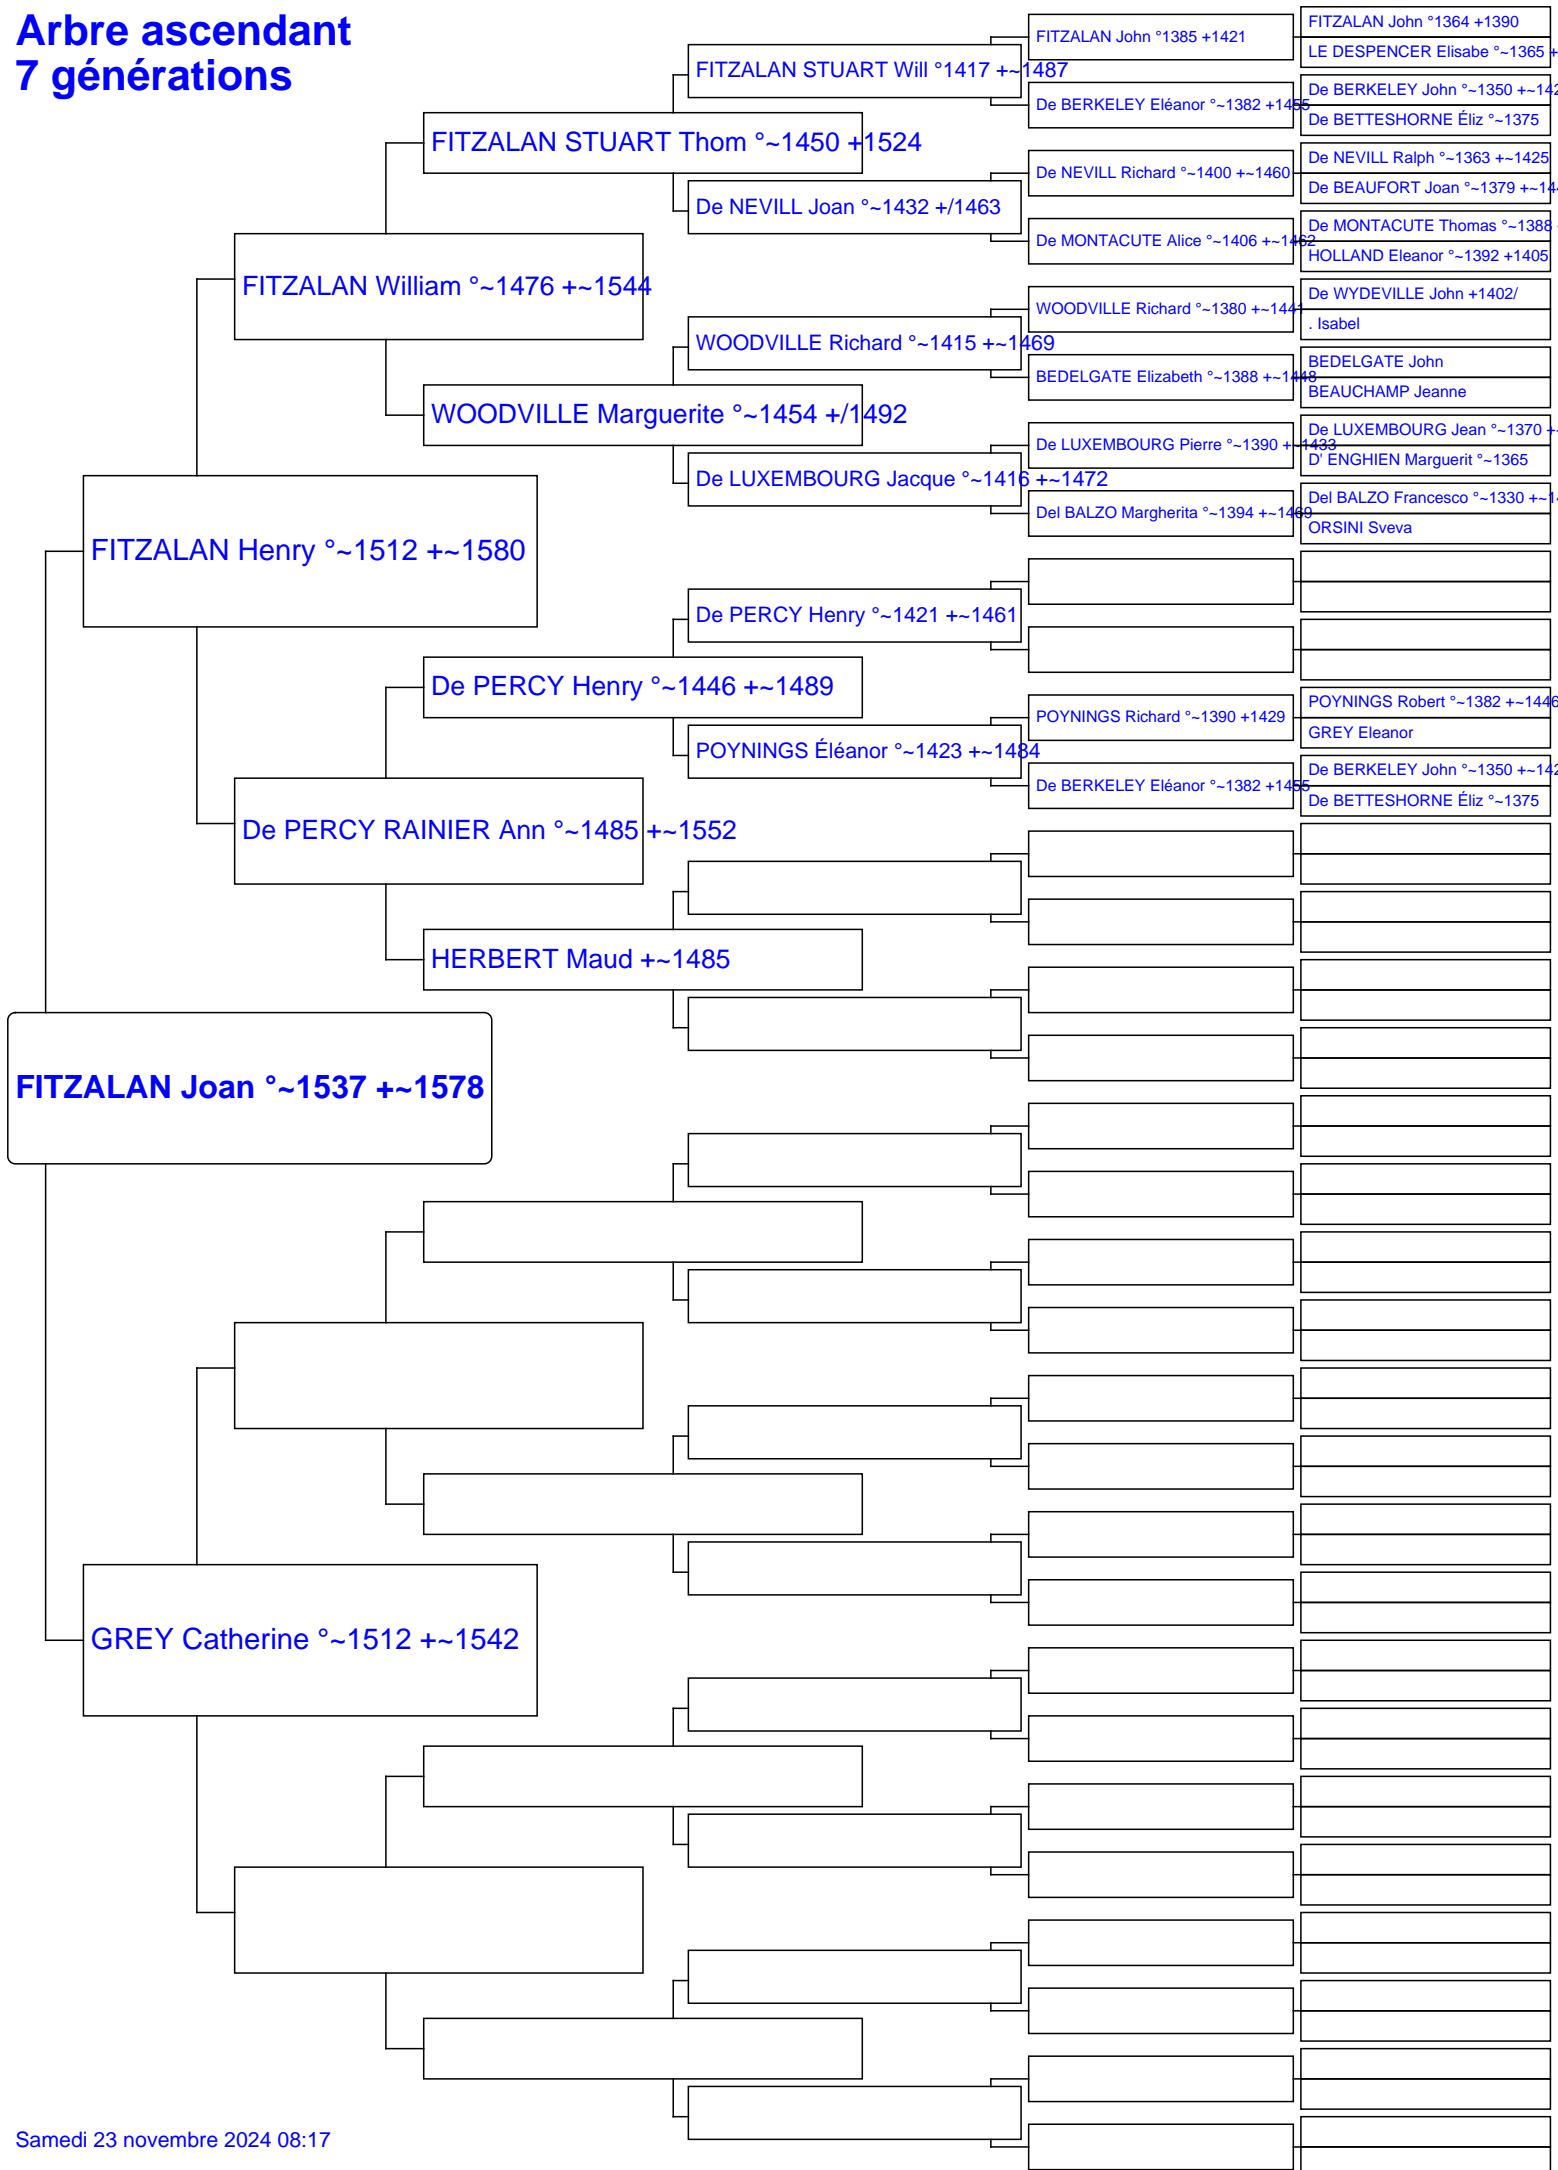 Arbre ascendant
7 générations
FITZALAN John °1364 +1390
FITZALAN John °1385 +1421
LE DESPENCER Elisabe °~1365 +
FITZALAN STUART Will °1417 +~1487
De BERKELEY John °~1350 +~142
De BERKELEY Eléanor °~1382 +1455
De BETTESHORNE Éliz °~1375
FITZALAN STUART Thom °~1450 +1524
De NEVILL Ralph °~1363 +~1425
De NEVILL Richard °~1400 +~1460
De BEAUFORT Joan °~1379 +~144
De NEVILL Joan °~1432 +/1463
De MONTACUTE Thomas °~1388
De MONTACUTE Alice °~1406 +~1462
HOLLAND Eleanor °~1392 +1405
FITZALAN William °~1476 +~1544
De WYDEVILLE John +1402/
WOODVILLE Richard °~1380 +~1441
. Isabel
WOODVILLE Richard °~1415 +~1469
BEDELGATE John
BEDELGATE Elizabeth °~1388 +~1448
BEAUCHAMP Jeanne
WOODVILLE Marguerite °~1454 +/1492
De LUXEMBOURG Jean °~1370 +
De LUXEMBOURG Pierre °~1390 +~1433
D' ENGHIEN Marguerit °~1365
De LUXEMBOURG Jacque °~1416 +~1472
Del BALZO Francesco °~1330 +~1
Del BALZO Margherita °~1394 +~1469
ORSINI Sveva
FITZALAN Henry °~1512 +~1580
De PERCY Henry °~1421 +~1461
De PERCY Henry °~1446 +~1489
POYNINGS Robert °~1382 +~1446
POYNINGS Richard °~1390 +1429
GREY Eleanor
POYNINGS Éléanor °~1423 +~1484
De BERKELEY John °~1350 +~142
De BERKELEY Eléanor °~1382 +1455
De BETTESHORNE Éliz °~1375
De PERCY RAINIER Ann °~1485 +~1552
HERBERT Maud +~1485
FITZALAN Joan °~1537 +~1578
GREY Catherine °~1512 +~1542
Samedi 23 novembre 2024 08:17